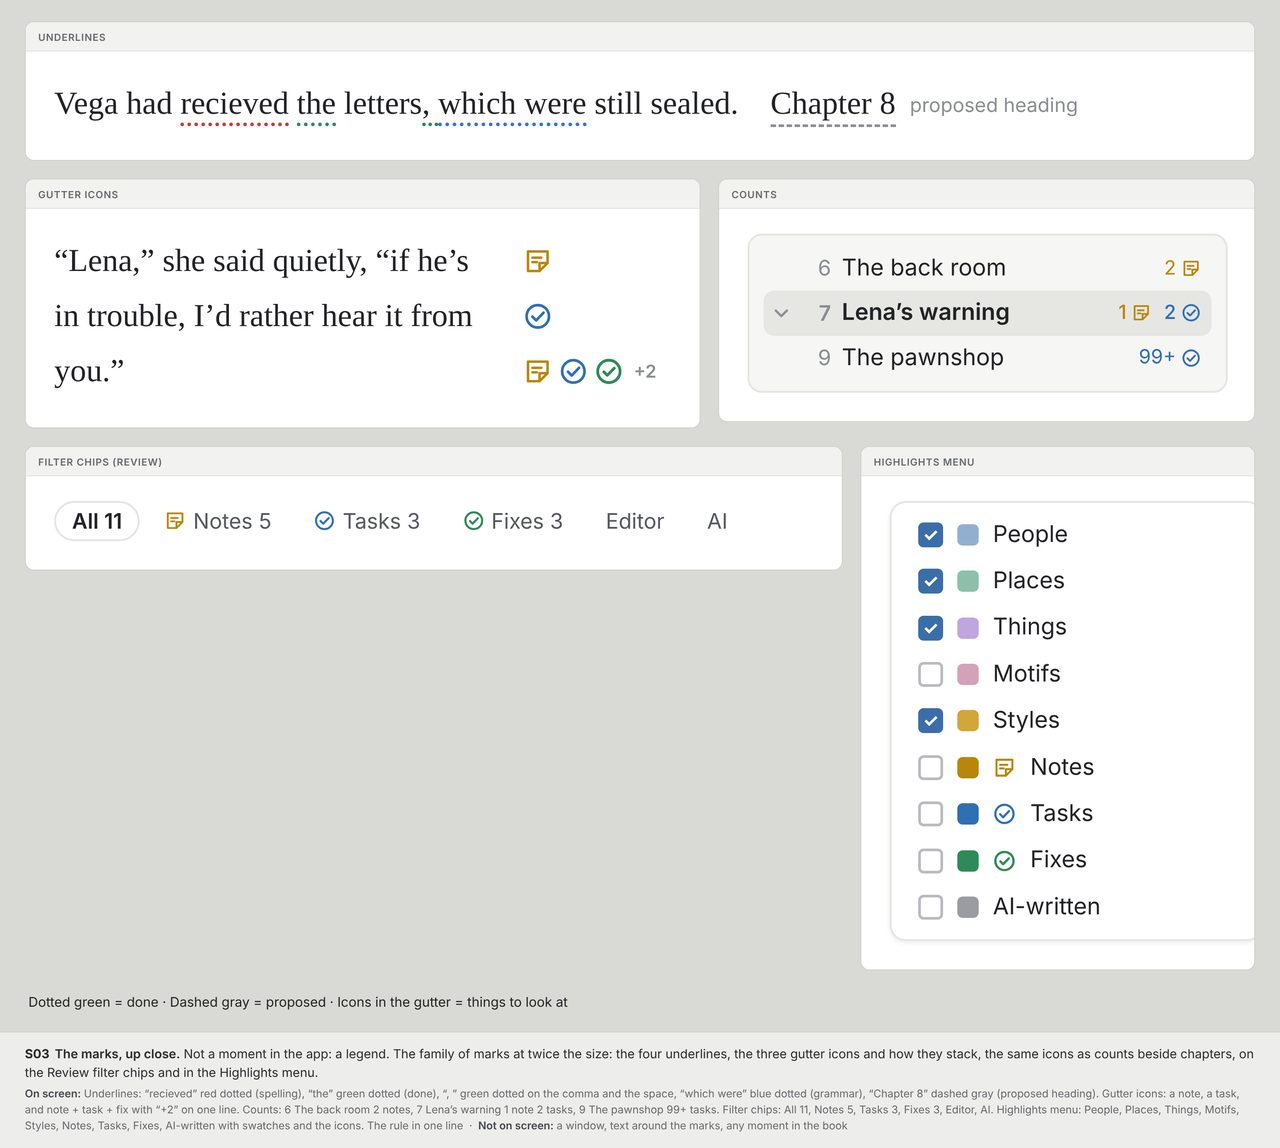 UNDERLINES
Vega had recieved the letters, which were still sealed. Chapter 8 proposed heading
GUTTER ICONS
“Lena,” she said quietly, “if he’s
in trouble, I’d rather hear it from
you.” +2
COUNTS
6 The back room 2
7 Lena’s warning 1 2
9 The pawnshop 99+
FILTER CHIPS (REVIEW)
All 11 Notes 5 Tasks 3 Fixes 3 Editor AI
HIGHLIGHTS MENU
People
Places
Things
Motifs
Styles
Notes
Tasks
Fixes
AI-written
Dotted green = done · Dashed gray = proposed · Icons in the gutter = things to look at
S03 The marks, up close. Not a moment in the app: a legend. The family of marks at twice the size: the four underlines, the three gutter icons and how they stack, the same icons as counts beside chapters, on
the Review filter chips and in the Highlights menu.
On screen: Underlines: “recieved” red dotted (spelling), “the” green dotted (done), “, ” green dotted on the comma and the space, “which were” blue dotted (grammar), “Chapter 8” dashed gray (proposed heading). Gutter icons: a note, a task,
and note + task + fix with “+2” on one line. Counts: 6 The back room 2 notes, 7 Lena’s warning 1 note 2 tasks, 9 The pawnshop 99+ tasks. Filter chips: All 11, Notes 5, Tasks 3, Fixes 3, Editor, AI. Highlights menu: People, Places, Things, Motifs,
Styles, Notes, Tasks, Fixes, AI-written with swatches and the icons. The rule in one line · Not on screen: a window, text around the marks, any moment in the book